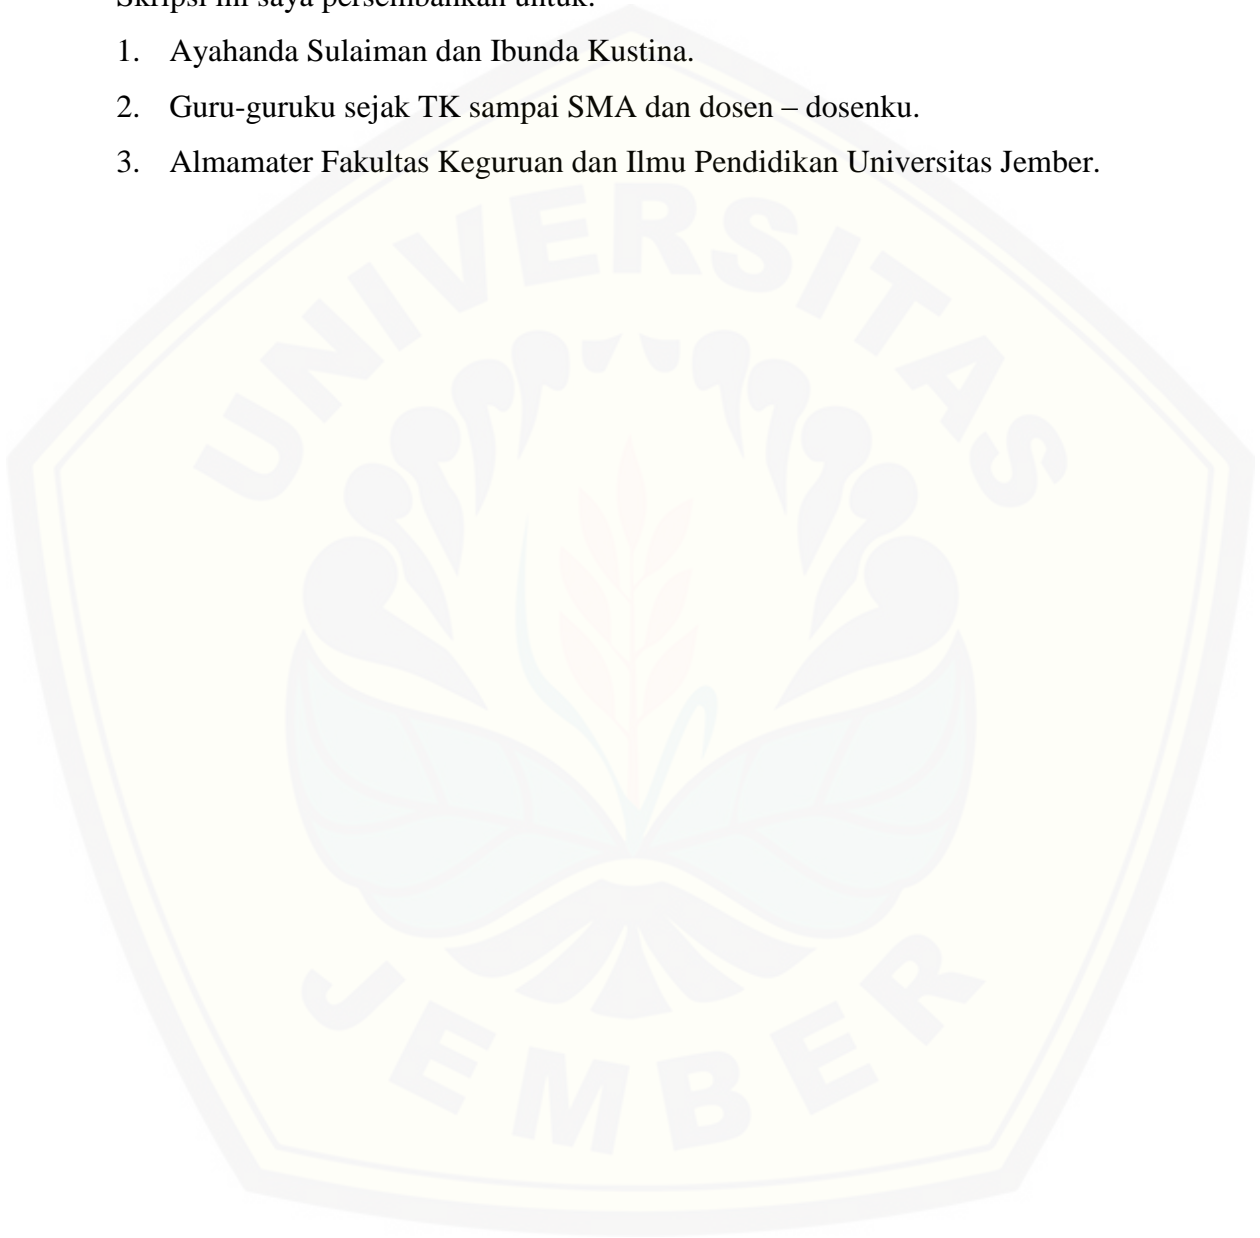 Skripsi ini saya persembahkan untuk:
1. Ayahanda Sulaiman dan Ibunda Kustina.
2. Guru-guruku sejak TK sampai SMA dan dosen – dosenku.
3. Almamater Fakultas Keguruan dan Ilmu Pendidikan Universitas Jember.
UNIVERSITAS
JEMBER